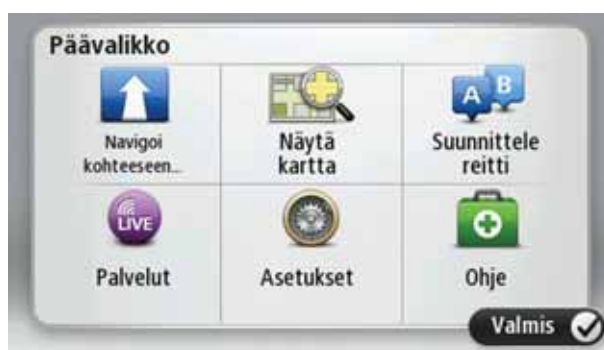 Päävalikko
Navigoi
kohteeseen...
Näytä
kartta
A B
Suunnittele
reitti
LIVE
Palvelut
Asetukset
Ohje
Valmis